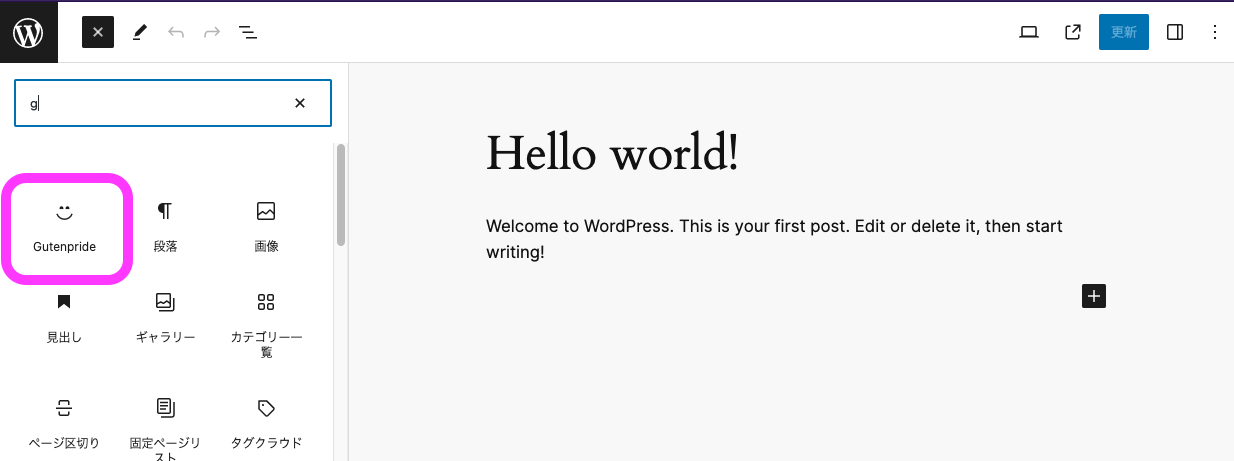 更新
g
Hello world!
Welcome to WordPress. This is your first post. Edit or delete it, then start
writing!
Gutenpride
段落
画像
見出し
ギャラリー
カテゴリー一
覧
ページ区切り
固定ページリ
スト
タグクラウド